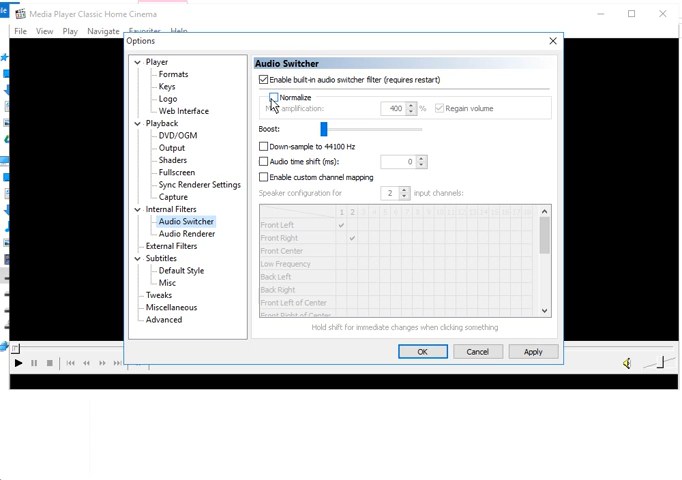 Media Player Classic Home Cinema
File View Play Navigate Favorites Help
Options
Player
Formats
Keys
Logo
Web Interface
Playback
DVD/OGM
Output
Shaders
Fullscreen
Sync Renderer Settings
Capture
Internal Filters
Audio Switcher
Audio Renderer
External Filters
Subtitles
Default Style
Misc
Tweaks
Miscellaneous
Advanced
Audio Switcher
Enable built-in audio switcher filter (requires restart)
Normalize
amplification: 400 % Regain volume
Boost:
Down-sample to 44100 Hz
Audio time shift (ms): 0
Enable custom channel mapping
Speaker configuration for 2 input channels:
1 2
Front Left
Front Right
Front Center
Low Frequency
Back Left
Back Right
Front Left of Center
Front Right of Center
Hold shift for immediate changes when clicking something
OK Cancel Apply